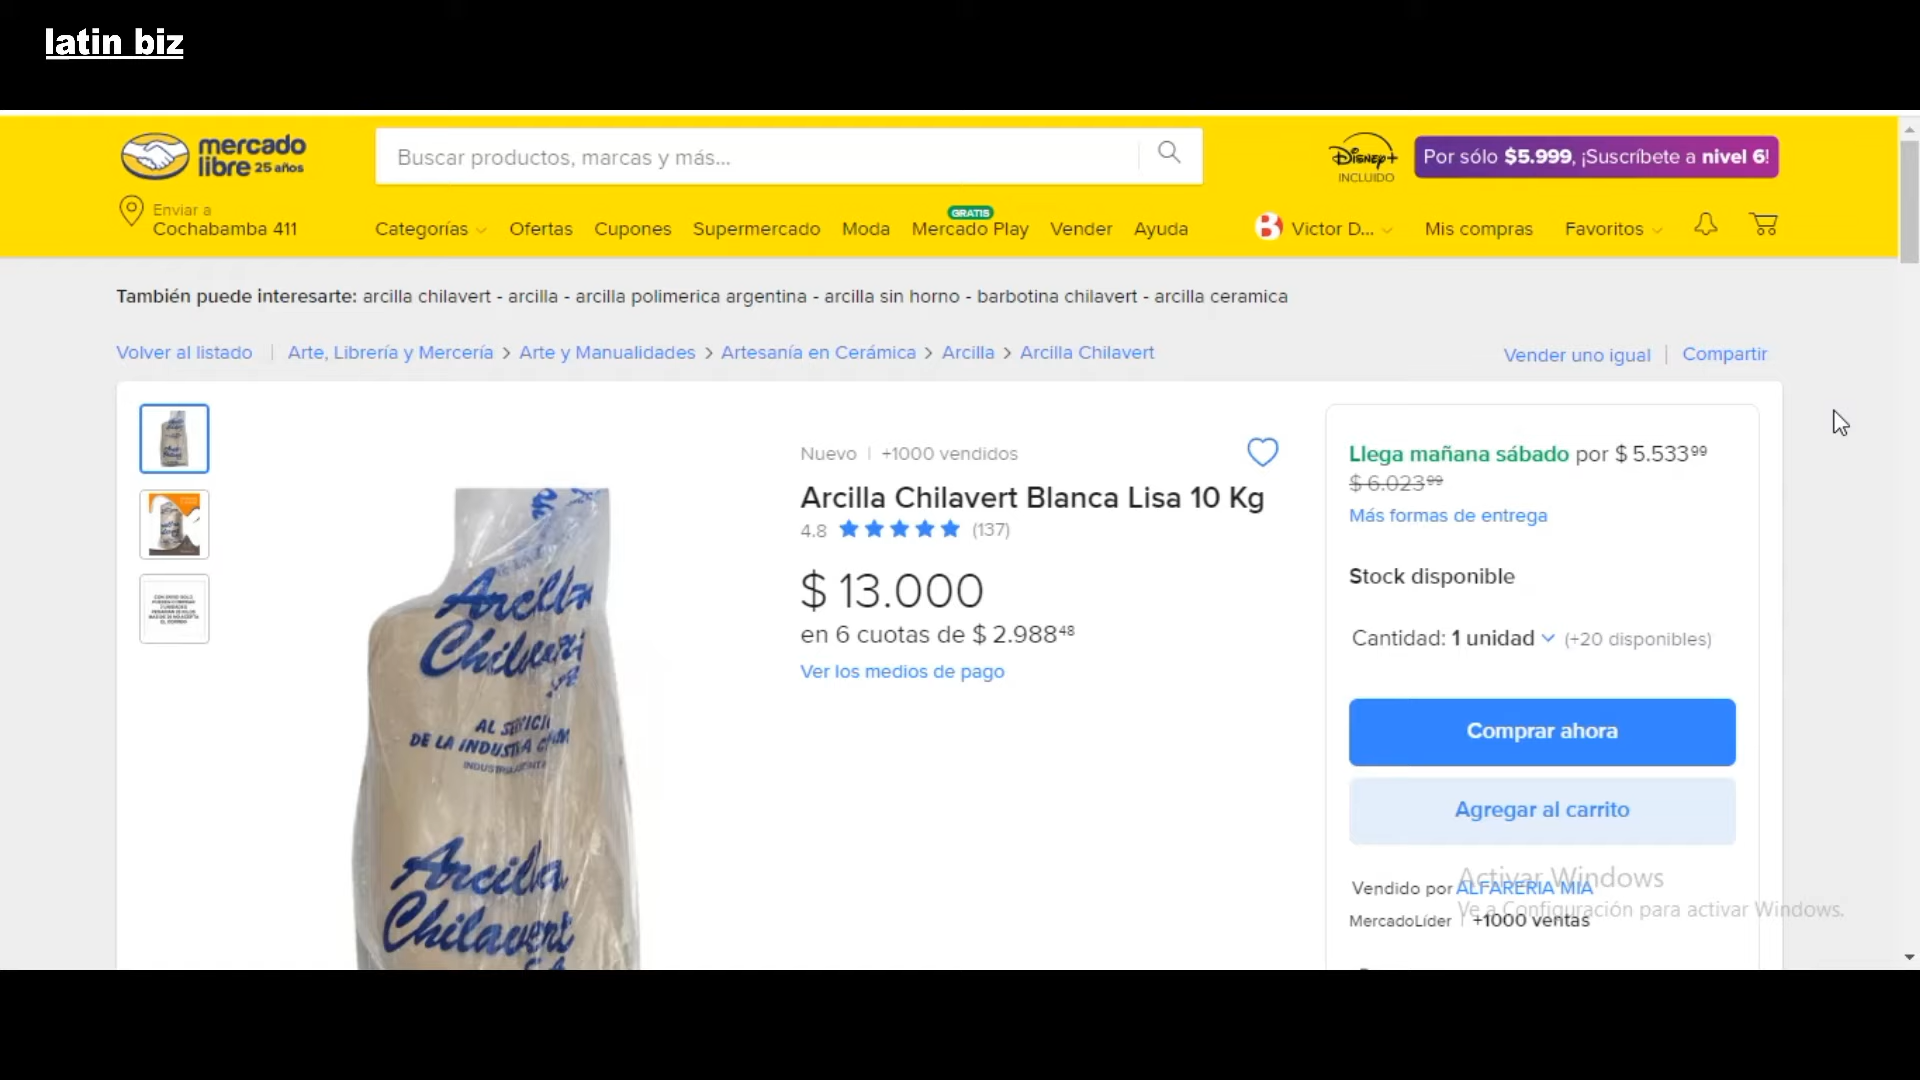 latin biz
mercado
libre 25 años
Buscar productos, marcas y más...
Disney+
INCLUIDO
Por sólo $5.999, ¡Suscríbete a nivel 6!
Enviar a
Cochabamba 411
Categorías
Ofertas
Cupones
Supermercado
Moda
GRATIS
Mercado Play
Vender
Ayuda
Victor D...
Mis compras
Favoritos
También puede interesarte: arcilla chilavert - arcilla - arcilla polimerica argentina - arcilla sin horno - barbotina chilavert - arcilla ceramica
Volver al listado | Arte, Librería y Mercería > Arte y Manualidades > Artesanía en Cerámica > Arcilla > Arcilla Chilavert
Vender uno igual | Compartir
Nuevo | +1000 vendidos
Arcilla Chilavert Blanca Lisa 10 Kg
4.8 ★★★★★ (137)
$ 13.000
en 6 cuotas de $ 2.988⁴⁸
Ver los medios de pago
Arcilla
Chilavert
AL SERVICI
DE LA INDUSTRIA
Arcilla
Chilavert
Llega mañana sábado por $ 5.533⁹⁹
$ 6.023⁹⁹
Más formas de entrega
Stock disponible
Cantidad: 1 unidad (+20 disponibles)
Comprar ahora
Agregar al carrito
Vendido por ALFARERIA MIA
MercadoLíder | +1000 ventas
Activar Windows
Ve a Configuración para activar Windows.